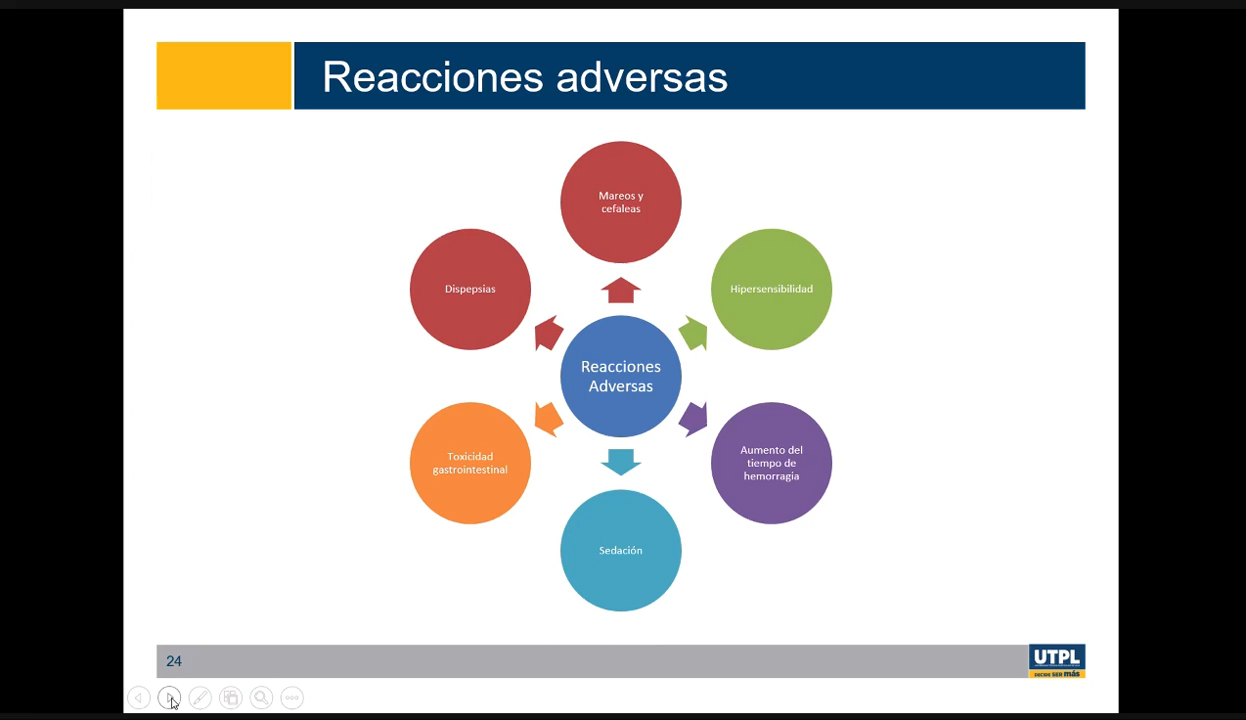 Reacciones adversas
Mareos y
cefaleas
Dispepsias
Hipersensibilidad
Reacciones
Adversas
Toxicidad
gastrointestinal
Aumento del
tiempo de
hemorragia
Sedación
24
UTPL
DECIDE SER más